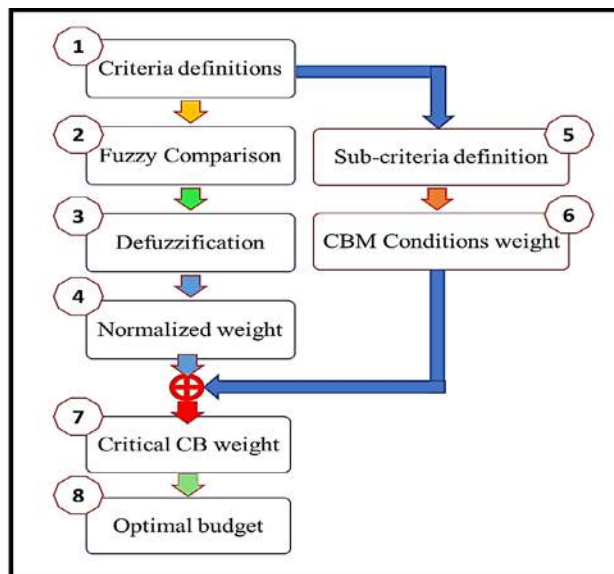 1
Criteria definitions
2
Fuzzy Comparison
3
Defuzzification
4
Normalized weight
5
Sub-criteria definition
6
CBM Conditions weight
7
Critical CB weight
8
Optimal budget